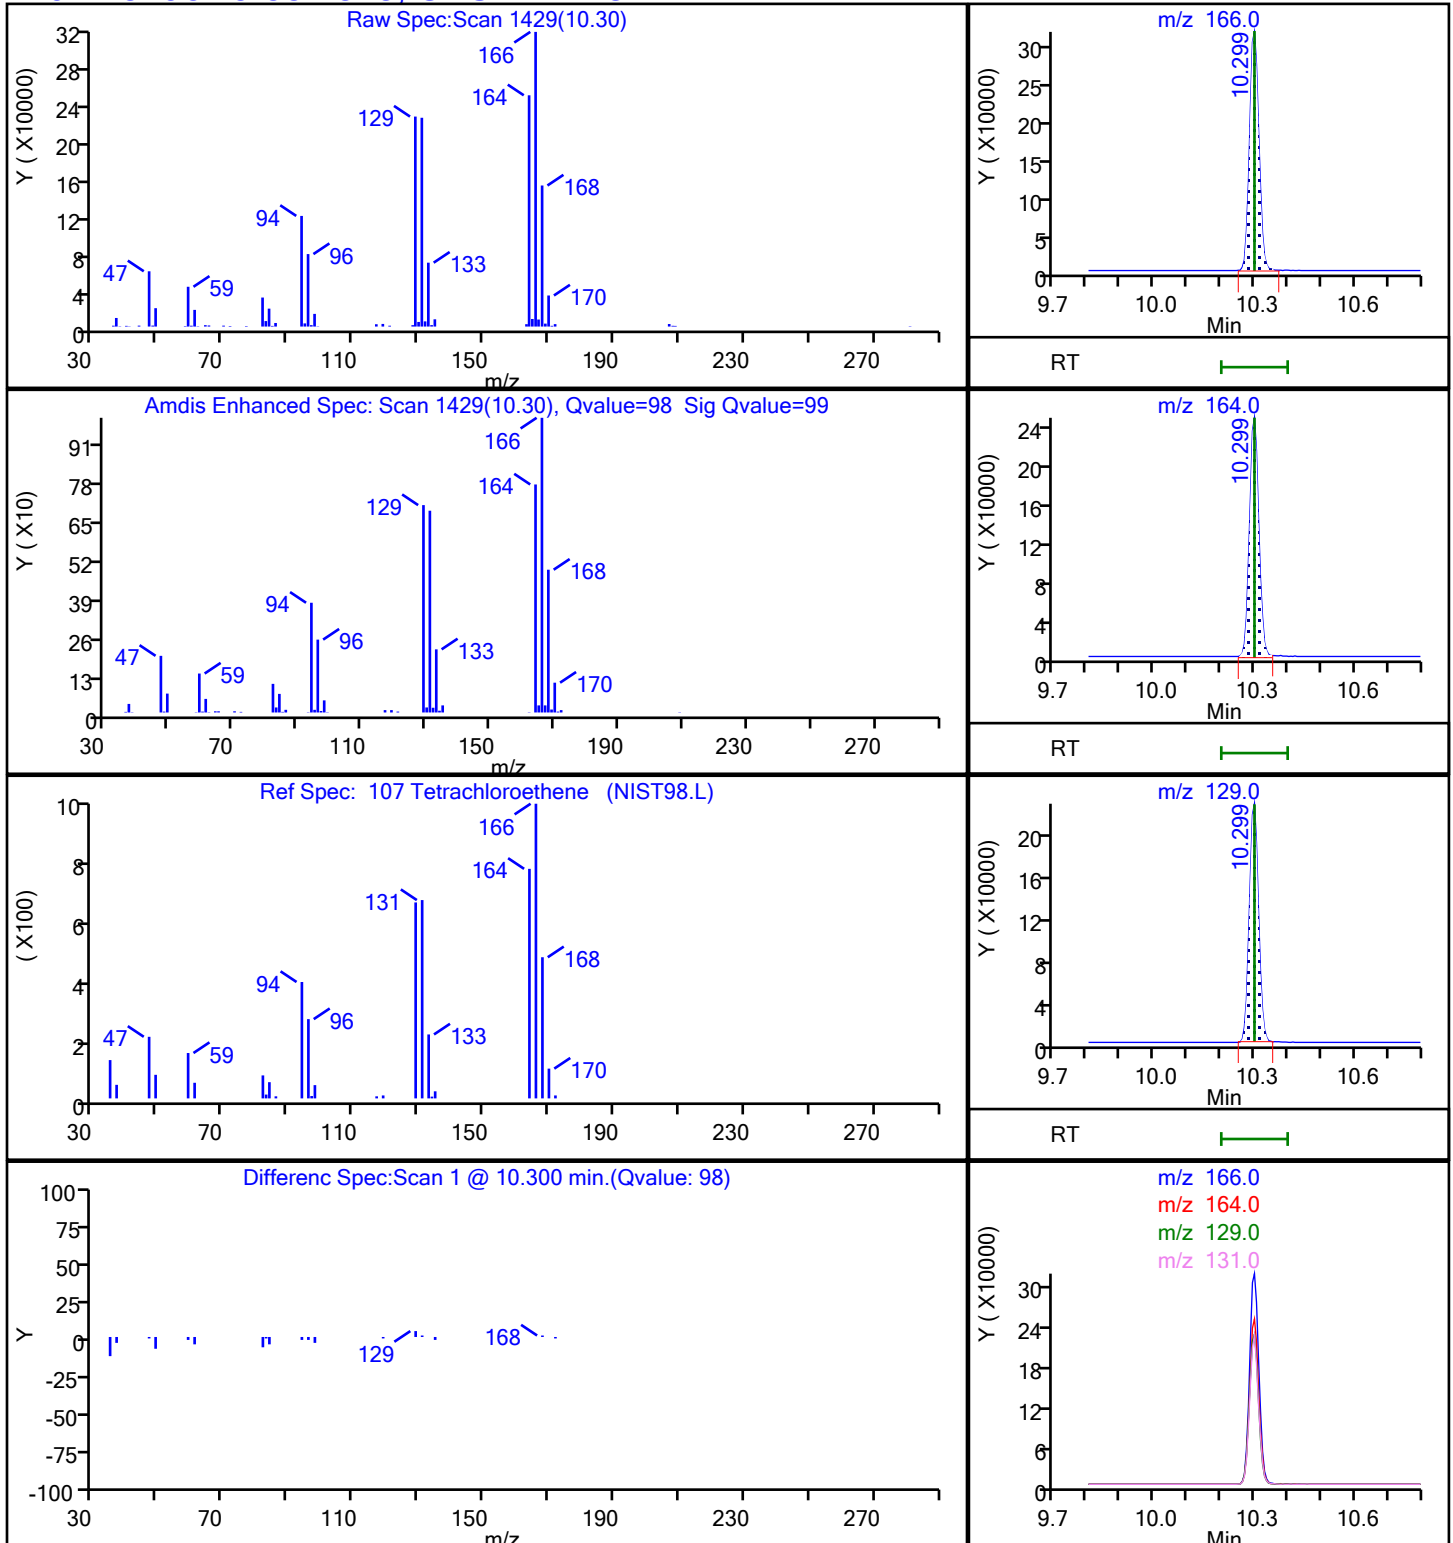 Raw Spec:Scan 1429(10.30)
Y ( X10000)
32
28
24
20
16
12
8
4
0
166
164
129
168
94
96
133
47
59
170
30 70 110 150 190 230 270
m/z
m/z 166.0
Y ( X10000)
30
25
20
15
10
5
0
10.299
9.7 10.0 10.3 10.6
Min
RT
Amdis Enhanced Spec: Scan 1429(10.30), Qvalue=98 Sig Qvalue=99
Y ( X10)
91
78
65
52
39
26
13
0
166
164
129
168
94
96
133
47
59
170
30 70 110 150 190 230 270
m/z
m/z 164.0
Y ( X10000)
24
20
16
12
8
4
0
10.299
9.7 10.0 10.3 10.6
Min
RT
Ref Spec: 107 Tetrachloroethene (NIST98.L)
( X100)
10
8
6
4
2
0
166
164
131
168
94
96
133
47
59
170
30 70 110 150 190 230 270
m/z 129.0
Y ( X10000)
20
16
12
8
4
0
10.299
9.7 10.0 10.3 10.6
Min
RT
Differenc Spec:Scan 1 @ 10.300 min.(Qvalue: 98)
Y
100
75
50
25
0
-25
-50
-75
-100
129
168
30 70 110 150 190 230 270
m/z
m/z 166.0
m/z 164.0
m/z 129.0
m/z 131.0
Y ( X10000)
30
24
18
12
6
0
9.7 10.0 10.3 10.6
Min